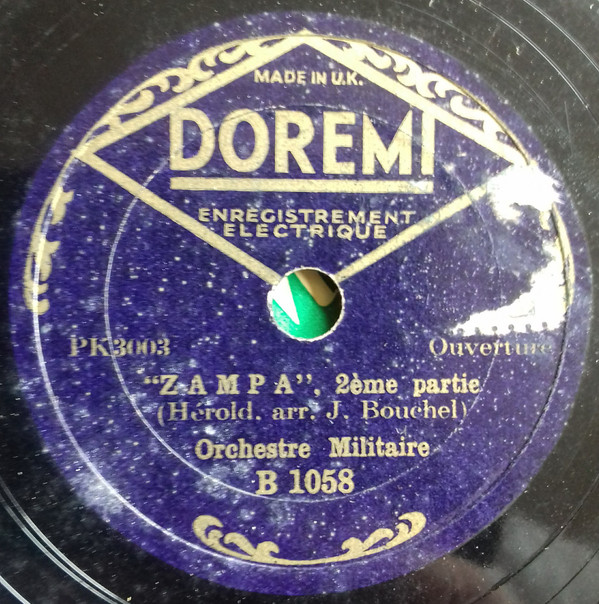 MADE IN U.K.
DOREMI
ENREGISTREMENT
ELECTRIQUE
PK3003 Ouverture
“ZAMPA”, 2ème partie
(Hérold, arr. J. Bouchel)
Orchestre Militaire
B 1058